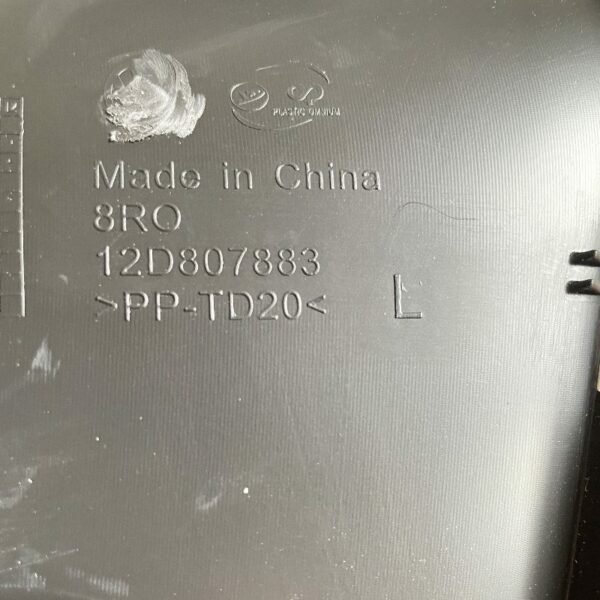 PLASTIC OMNIUM
Made in China
8RO
12D807883
>PP-TD20<
L